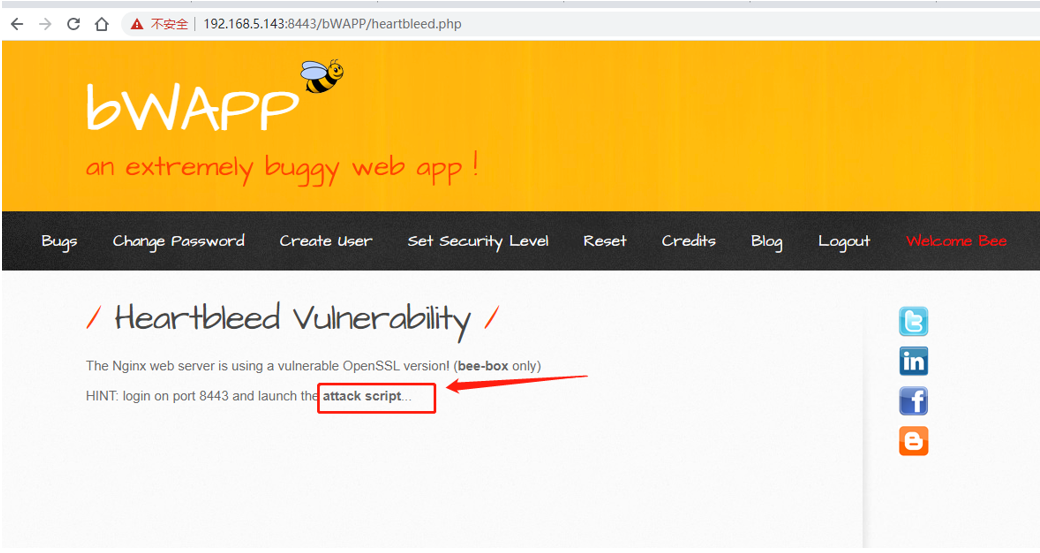 不安全 192.168.5.143:8443/bWAPP/heartbleed.php
bWAPP
an extremely buggy web app !
Bugs Change Password Create User Set Security Level Reset Credits Blog Logout Welcome Bee
/ Heartbleed Vulnerability /
The Nginx web server is using a vulnerable OpenSSL version! (bee-box only)
HINT: login on port 8443 and launch the attack script...